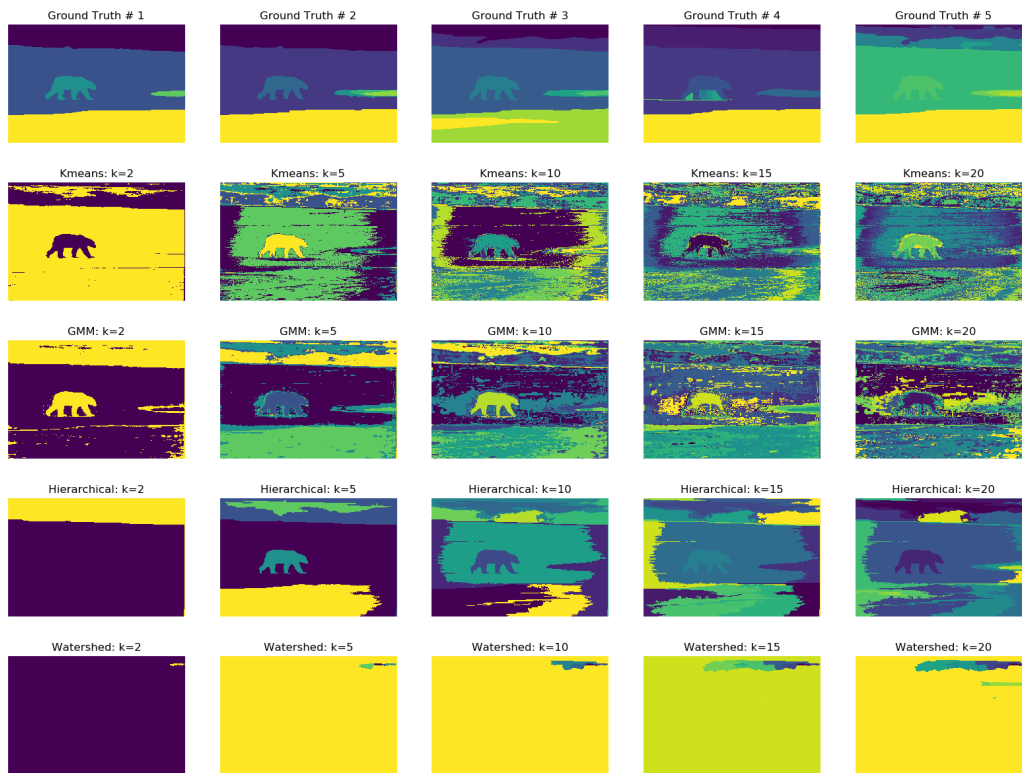 Ground Truth # 1
Ground Truth # 2
Ground Truth # 3
Ground Truth # 4
Ground Truth # 5
Kmeans: k=2
Kmeans: k=5
Kmeans: k=10
Kmeans: k=15
Kmeans: k=20
GMM: k=2
GMM: k=5
GMM: k=10
GMM: k=15
GMM: k=20
Hierarchical: k=2
Hierarchical: k=5
Hierarchical: k=10
Hierarchical: k=15
Hierarchical: k=20
Watershed: k=2
Watershed: k=5
Watershed: k=10
Watershed: k=15
Watershed: k=20